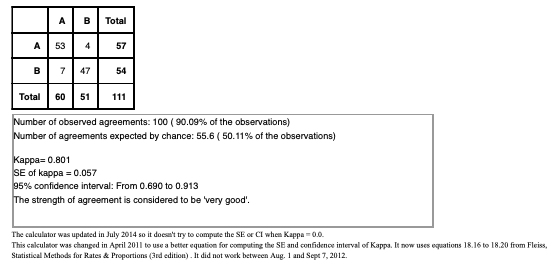 A B Total
A 53 4 57
B 7 47 54
Total 60 51 111
Number of observed agreements: 100 ( 90.09% of the observations)
Number of agreements expected by chance: 55.6 ( 50.11% of the observations)
Kappa= 0.801
SE of kappa = 0.057
95% confidence interval: From 0.690 to 0.913
The strength of agreement is considered to be 'very good'.
The calculator was updated in July 2014 so it doesn't try to compute the SE or CI when Kappa = 0.0.
This calculator was changed in April 2011 to use a better equation for computing the SE and confidence interval of Kappa. It now uses equations 18.16 to 18.20 from Fleiss,
Statistical Methods for Rates & Proportions (3rd edition) . It did not work between Aug. 1 and Sept 7, 2012.